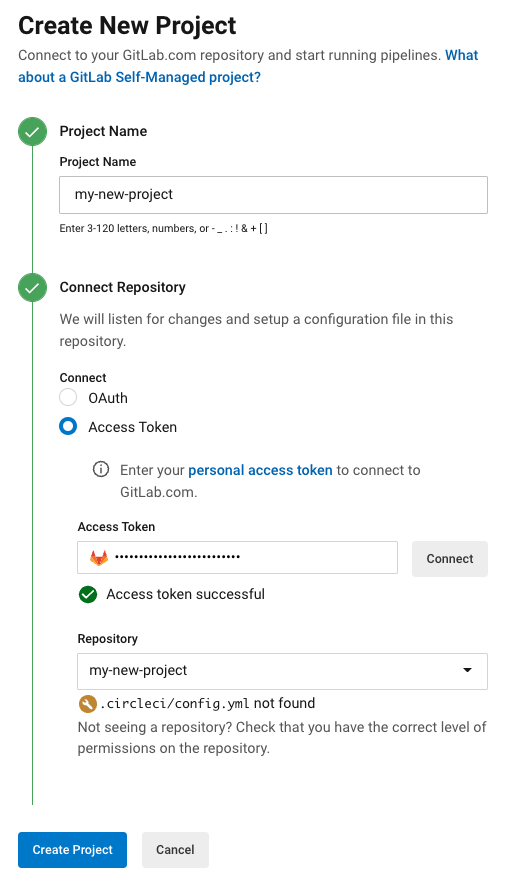 Create New Project
Connect to your GitLab.com repository and start running pipelines. What
about a GitLab Self-Managed project?
Project Name
Project Name
my-new-project
Enter 3-120 letters, numbers, or - _ . : ! & + [ ]
Connect Repository
We will listen for changes and setup a configuration file in this
repository.
Connect
OAuth
Access Token
Enter your personal access token to connect to
GitLab.com.
Access Token
••••••••••••••••••••••••••
Connect
Access token successful
Repository
my-new-project
.circleci/config.yml not found
Not seeing a repository? Check that you have the correct level of
permissions on the repository.
Create Project
Cancel